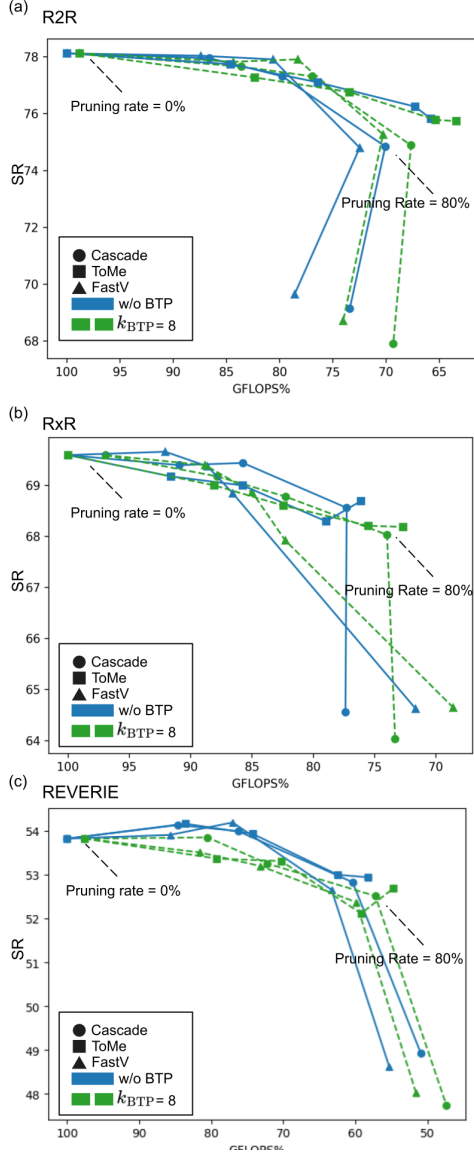 (a)
R2R
78
76
74
72
70
68
SR
Pruning rate = 0%
Pruning Rate = 80%
Cascade
ToMe
FastV
w/o BTP
k_BTP = 8
100 95 90 85 80 75 70 65
GFLOPS%
(b)
RxR
69
68
67
66
65
64
SR
Pruning rate = 0%
Pruning Rate = 80%
Cascade
ToMe
FastV
w/o BTP
k_BTP = 8
100 95 90 85 80 75 70
GFLOPS%
(c)
REVERIE
54
53
52
51
50
49
48
SR
Pruning rate = 0%
Pruning Rate = 80%
Cascade
ToMe
FastV
w/o BTP
k_BTP = 8
100 90 80 70 60 50
GFLOPS%